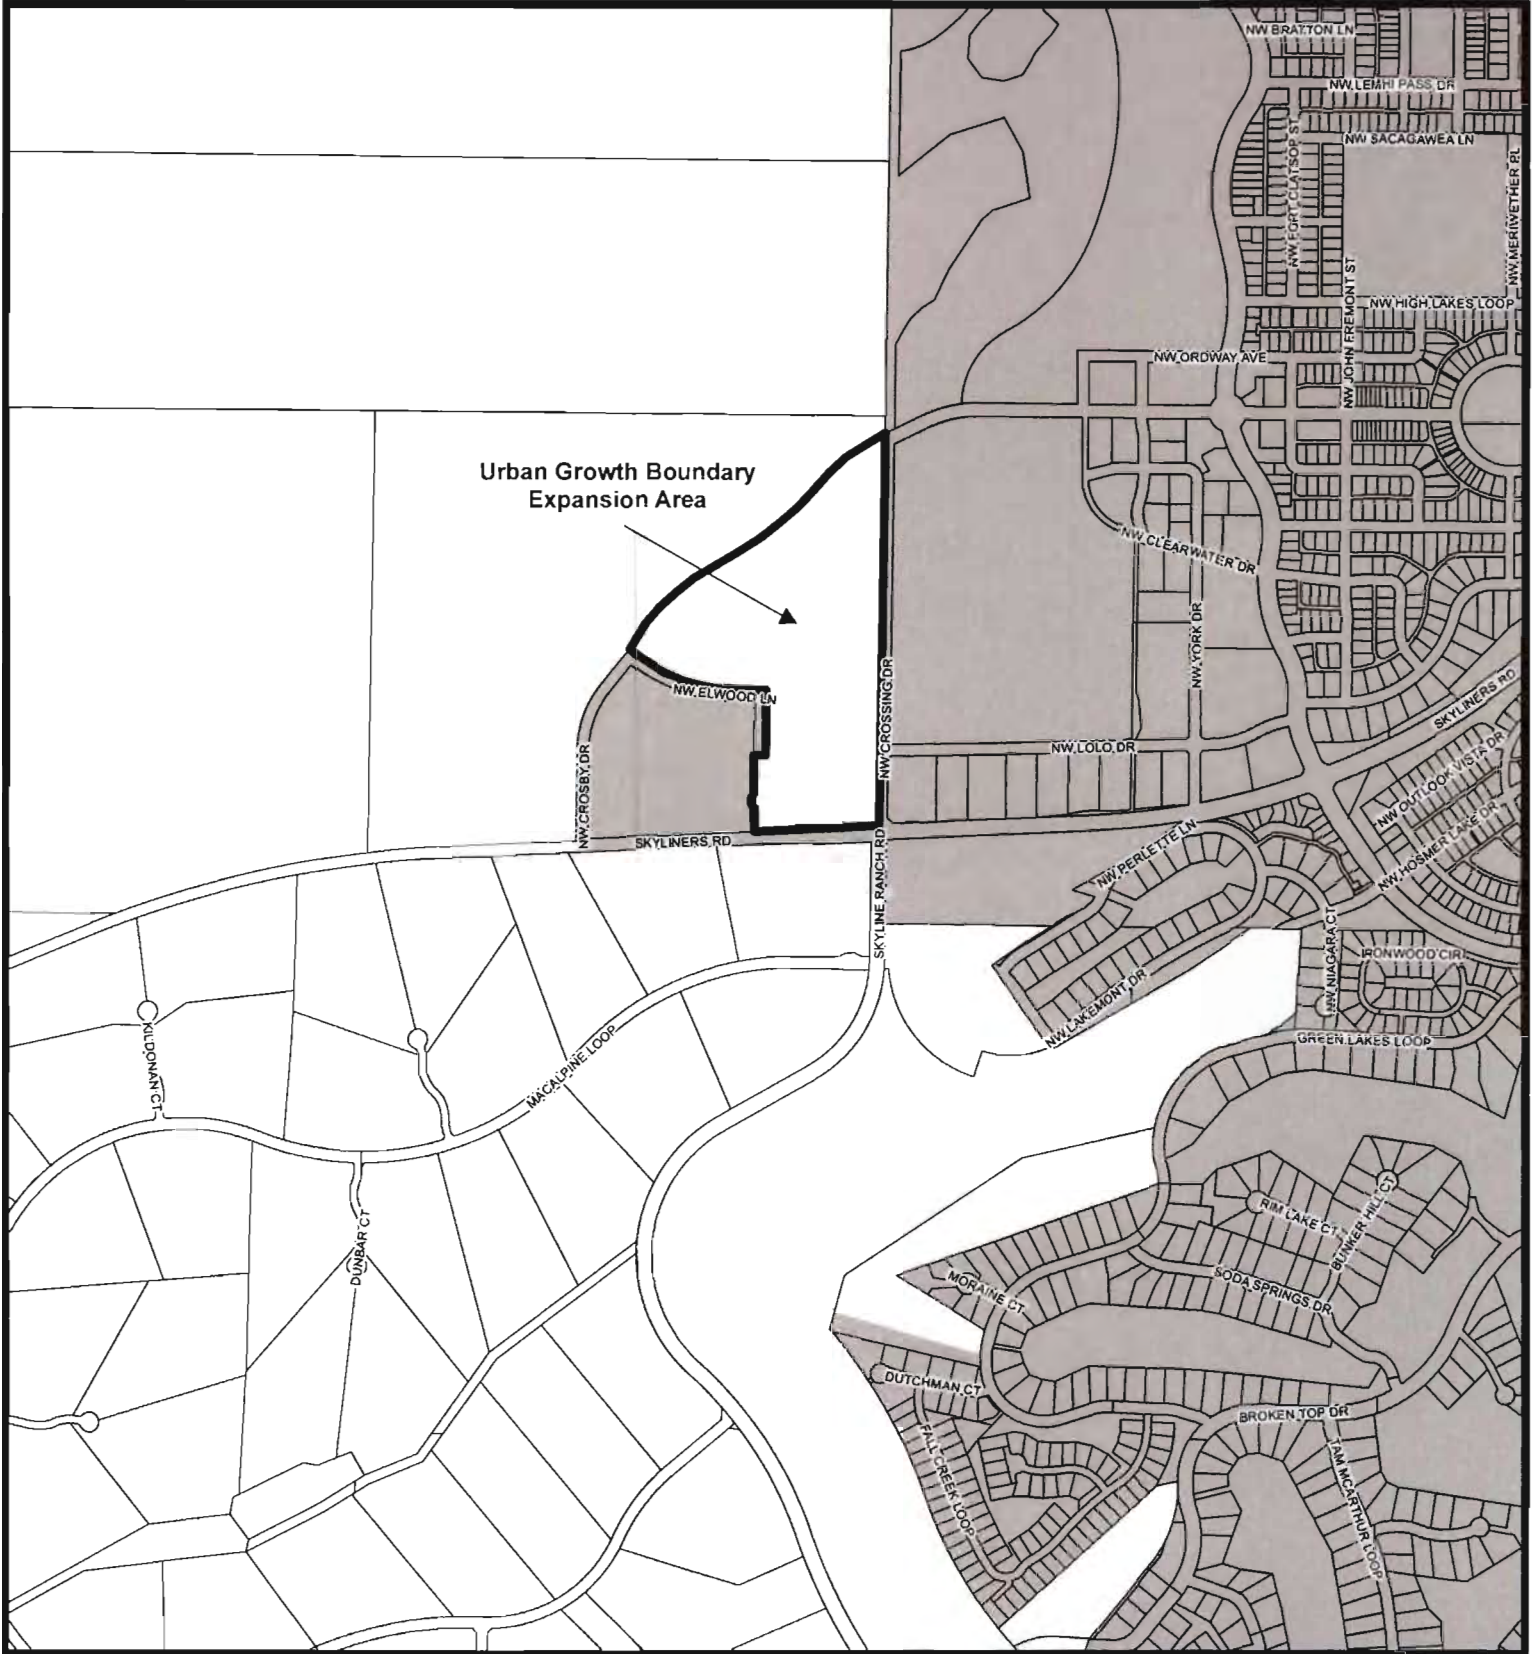 NW BRATTON LN
NW LEMHI PASS DR
NW SACAGAWEA LN
NW FORT CLATSOP ST
NW MERIWETHER PL
NW JOHN FREMONT ST
NW HIGH LAKES LOOP
NW ORDWAY AVE
Urban Growth Boundary
Expansion Area
NW CLEARWATER DR
NW YORK DR
NW ELWOOD LN
NW CROSSING DR
SKYLINERS RD
NW CROSBY DR
NW LOLO DR
NW OUTLOOK VISTA DR
SKYLINERS RD
NW PERLETTE LN
NW HOSMER LAKE DR
SKYLINE RANCH RD
NW NIAGARA CT
IRONWOOD CIR
NW LAKEMONT DR
GREEN LAKES LOOP
KILDONAN CT
MACALPINE LOOP
DUNBAR CT
RIM LAKE CT
BUNKER HILL CT
MORAINE CT
SODA SPRINGS DR
DUTCHMAN CT
BROKEN TOP DR
FALL CREEK LOOP
TAM MCARTHUR LOOP